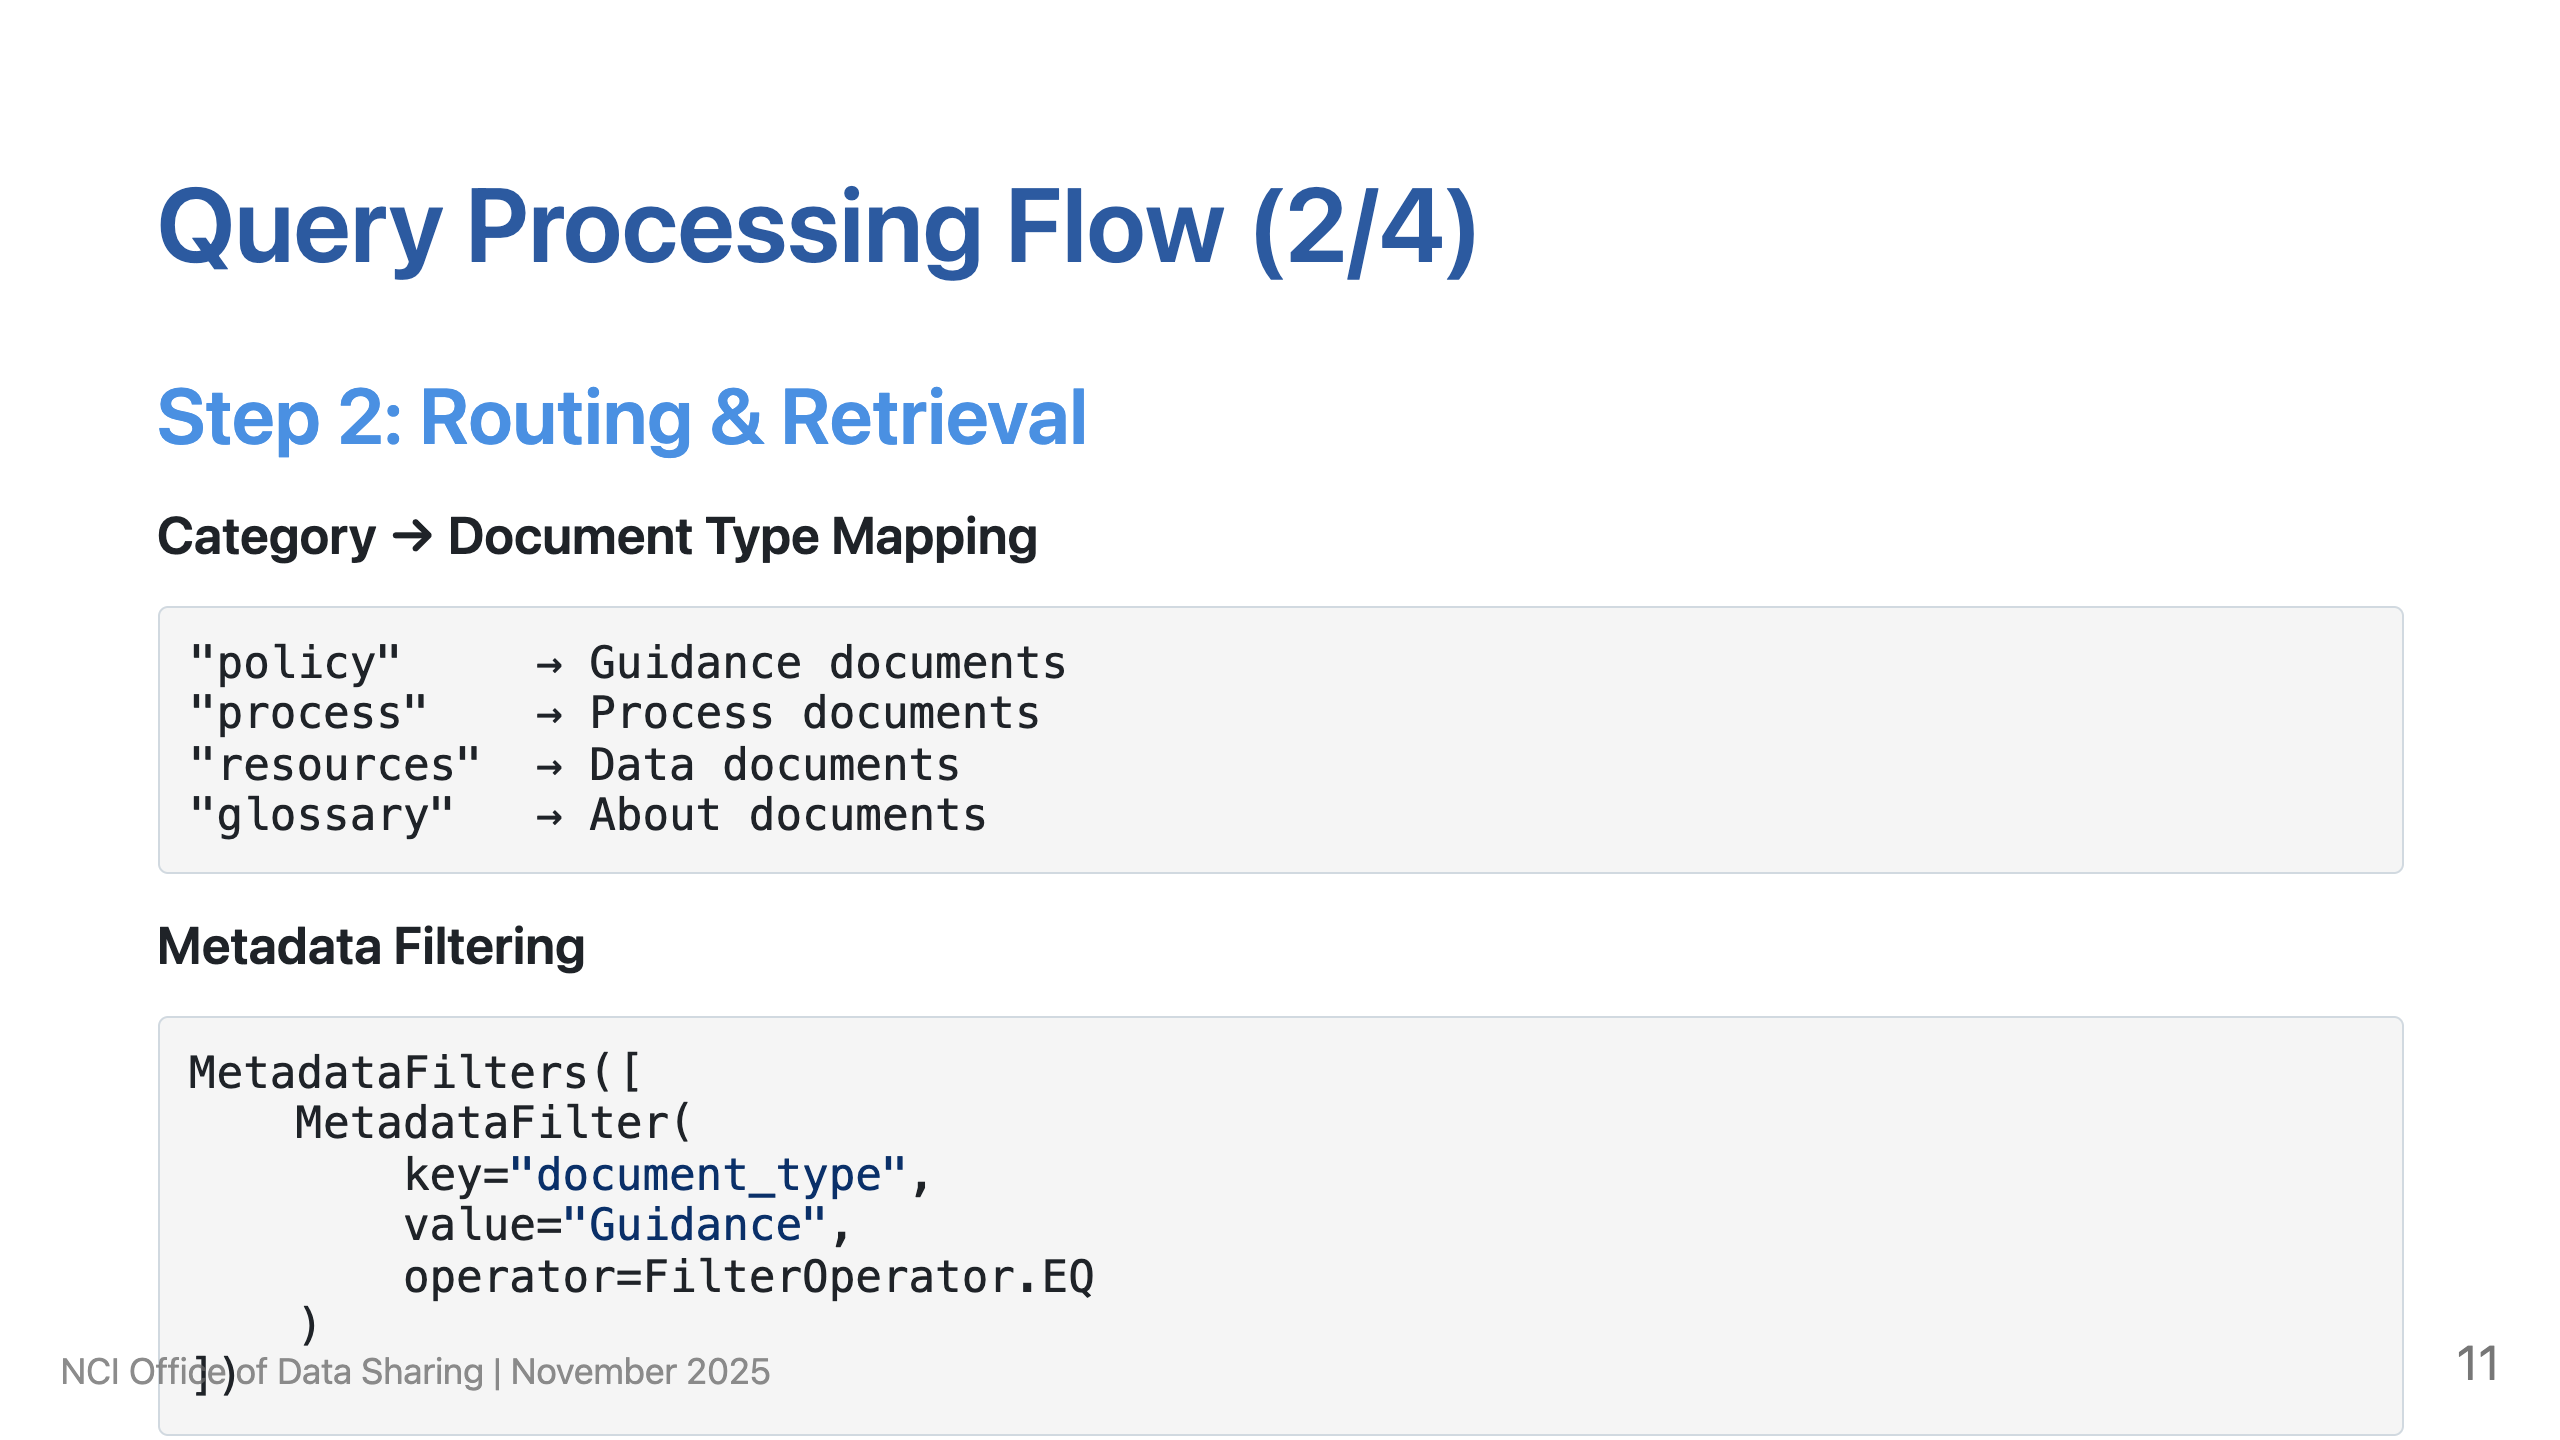 Query Processing Flow (2/4)
Step 2: Routing & Retrieval
Category → Document Type Mapping
"policy"     → Guidance documents
"process"    → Process documents
"resources"  → Data documents
"glossary"   → About documents
Metadata Filtering
MetadataFilters([
    MetadataFilter(
        key="document_type",
        value="Guidance",
        operator=FilterOperator.EQ
    )
])
NCI Office of Data Sharing | November 2025
11